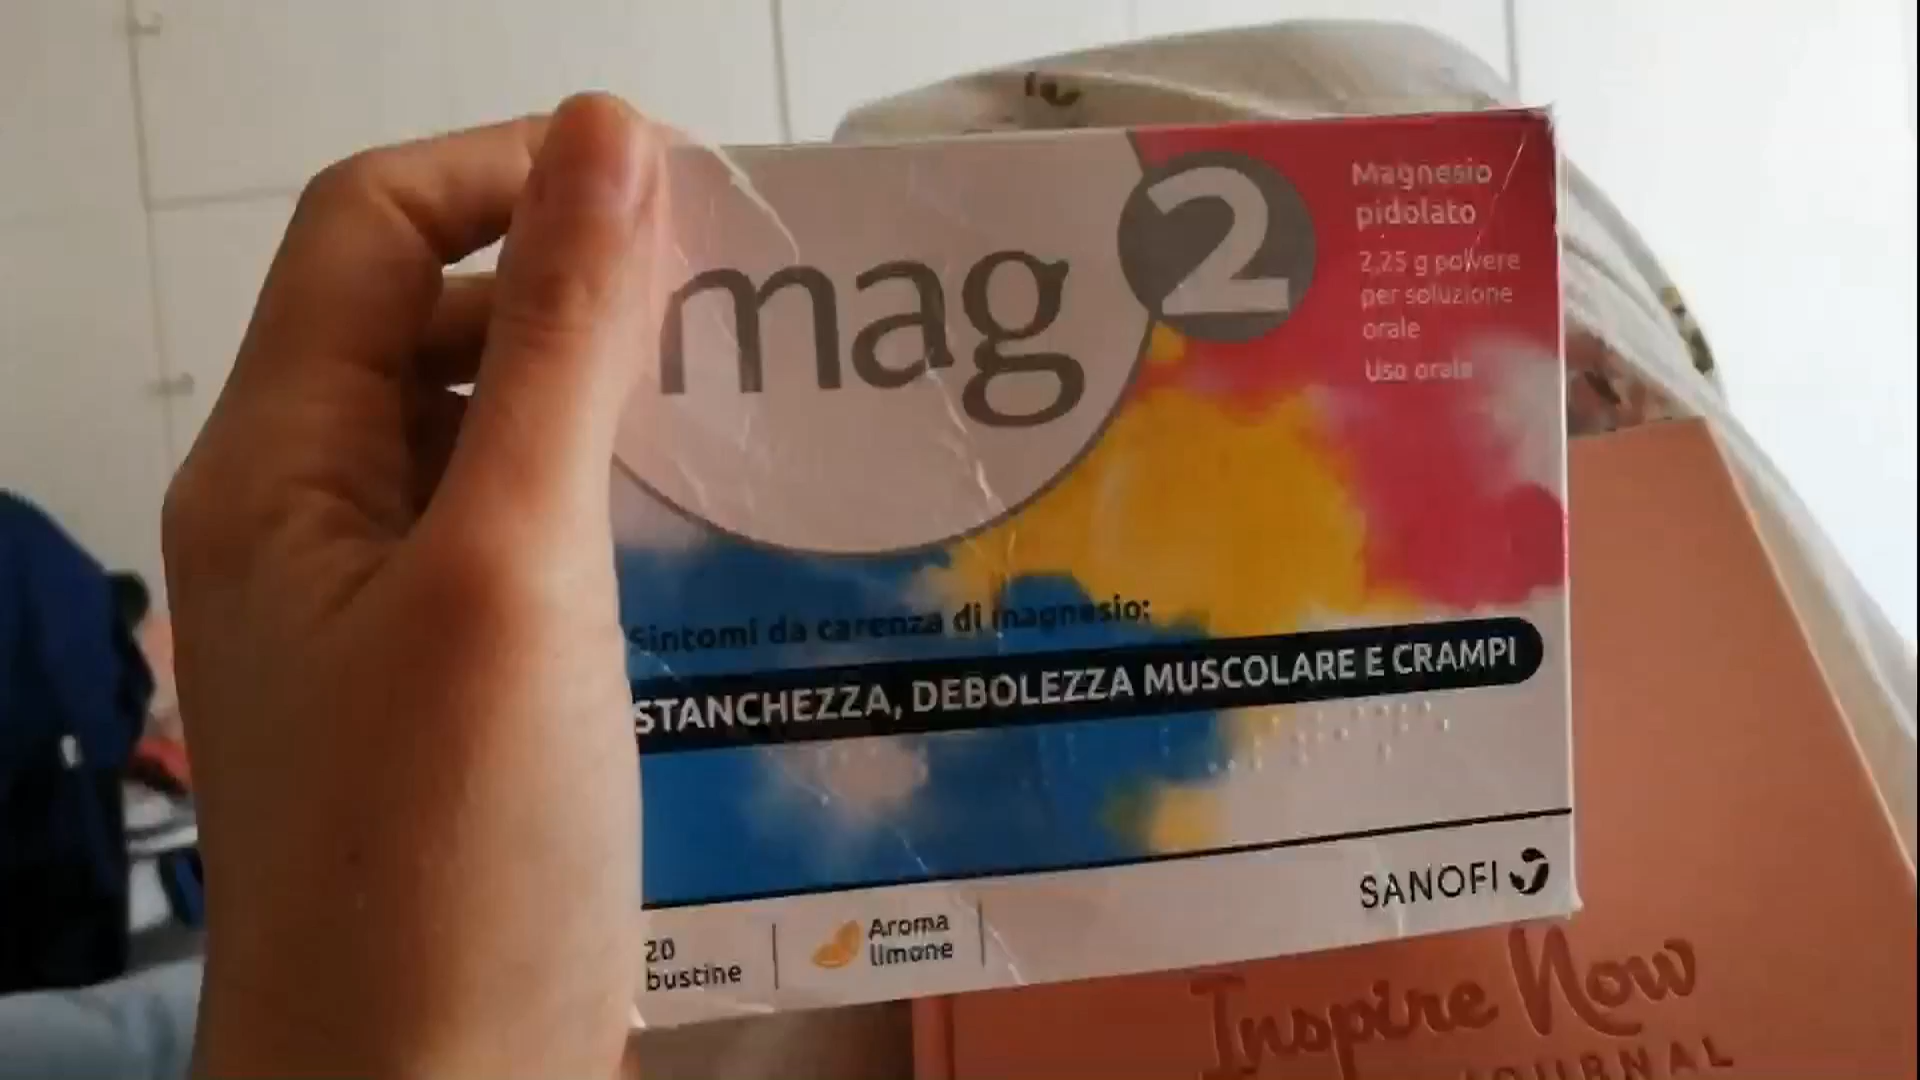 mag 2
Magnesio
pidolato
2,25 g polvere
per soluzione
orale
Uso orale
Sintomi da carenza di magnesio:
STANCHEZZA, DEBOLEZZA MUSCOLARE E CRAMPI
SANOFI
20
bustine
Aroma
limone
Inspire Now
JOURNAL